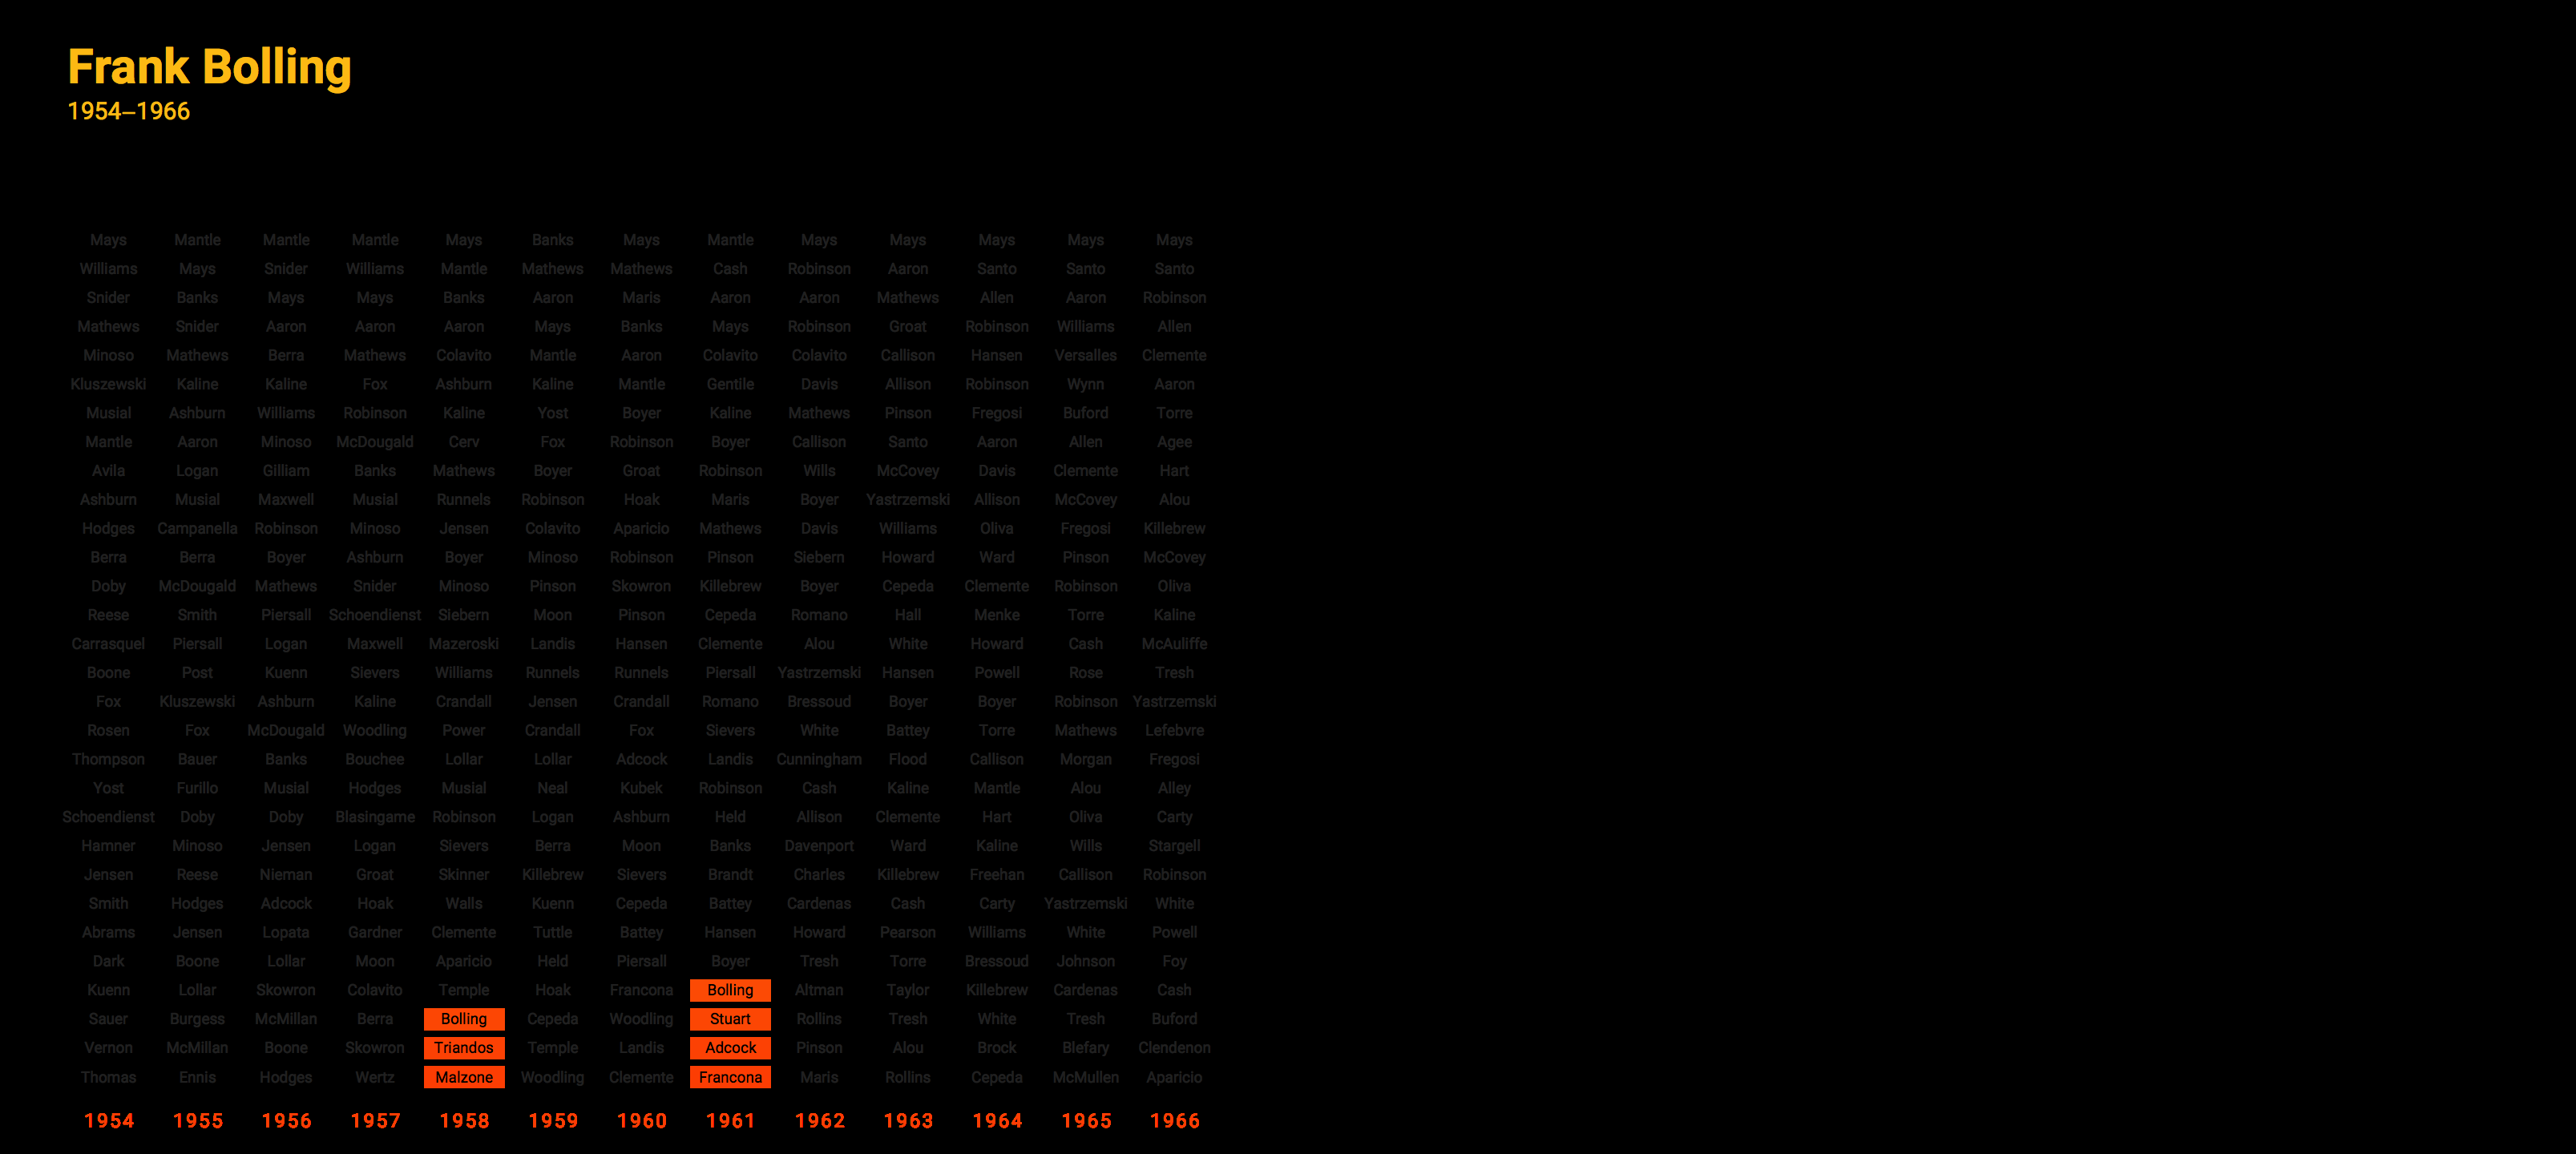 Frank Bolling
1954–1966
Mays Mantle Mantle Mantle Mays Banks Mays Mantle Mays Mays Mays Mays Mays
Williams Mays Snider Williams Mantle Mathews Mathews Cash Robinson Aaron Santo Santo Santo
Snider Banks Mays Mays Banks Aaron Maris Aaron Aaron Mathews Allen Aaron Robinson
Mathews Snider Aaron Aaron Aaron Mays Banks Mays Robinson Groat Robinson Williams Allen
Minoso Mathews Berra Mathews Colavito Mantle Aaron Colavito Colavito Callison Hansen Versalles Clemente
Kluszewski Kaline Kaline Fox Ashburn Kaline Mantle Gentile Davis Allison Robinson Wynn Aaron
Musial Ashburn Williams Robinson Kaline Yost Boyer Kaline Mathews Pinson Fregosi Buford Torre
Mantle Aaron Minoso McDougald Cerv Fox Robinson Boyer Callison Santo Aaron Allen Agee
Avila Logan Gilliam Banks Mathews Boyer Groat Robinson Wills McCovey Davis Clemente Hart
Ashburn Musial Maxwell Musial Runnels Robinson Hoak Maris Boyer Yastrzemski Allison McCovey Alou
Hodges Campanella Robinson Minoso Jensen Colavito Aparicio Mathews Davis Williams Oliva Fregosi Killebrew
Berra Berra Boyer Ashburn Boyer Minoso Robinson Pinson Siebern Howard Ward Pinson McCovey
Doby McDougald Mathews Snider Minoso Pinson Skowron Killebrew Boyer Cepeda Clemente Robinson Oliva
Reese Smith Piersall Schoendienst Siebern Moon Pinson Cepeda Romano Hall Menke Torre Kaline
Carrasquel Piersall Logan Maxwell Mazeroski Landis Hansen Clemente Alou White Howard Cash McAuliffe
Boone Post Kuenn Sievers Williams Runnels Runnels Piersall Yastrzemski Hansen Powell Rose Tresh
Fox Kluszewski Ashburn Kaline Crandall Jensen Crandall Romano Bressoud Boyer Boyer Robinson Yastrzemski
Rosen Fox McDougald Woodling Power Crandall Fox Sievers White Battey Torre Mathews Lefebvre
Thompson Bauer Banks Bouchee Lollar Lollar Adcock Landis Cunningham Flood Callison Morgan Fregosi
Yost Furillo Musial Hodges Musial Neal Kubek Robinson Cash Kaline Mantle Alou Alley
Schoendienst Doby Doby Blasingame Robinson Logan Ashburn Held Allison Clemente Hart Oliva Carty
Hamner Minoso Jensen Logan Sievers Berra Moon Banks Davenport Ward Kaline Wills Stargell
Jensen Reese Nieman Groat Skinner Killebrew Sievers Brandt Charles Killebrew Freehan Callison Robinson
Smith Hodges Adcock Hoak Walls Kuenn Cepeda Battey Cardenas Cash Carty Yastrzemski White
Abrams Jensen Lopata Gardner Clemente Tuttle Battey Hansen Howard Pearson Williams White Powell
Dark Boone Lollar Moon Aparicio Held Piersall Boyer Tresh Torre Bressoud Johnson Foy
Kuenn Lollar Skowron Colavito Temple Hoak Francona Bolling Altman Taylor Killebrew Cardenas Cash
Sauer Burgess McMillan Berra Bolling Cepeda Woodling Stuart Rollins Tresh White Tresh Buford
Vernon McMillan Boone Skowron Triandos Temple Landis Adcock Pinson Alou Brock Blefary Clendenon
Thomas Ennis Hodges Wertz Malzone Woodling Clemente Francona Maris Rollins Cepeda McMullen Aparicio
1954 1955 1956 1957 1958 1959 1960 1961 1962 1963 1964 1965 1966